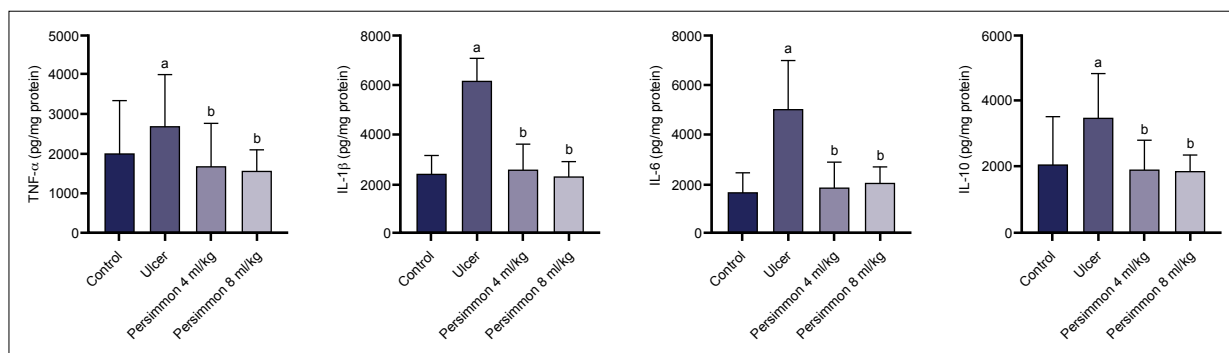 TNF-α (pg/mg protein)
5000
4000
3000
2000
1000
0
a
b
b
Control
Ulcer
Persimmon 4 ml/kg
Persimmon 8 ml/kg
IL-1β (pg/mg protein)
8000
6000
4000
2000
0
a
b
b
Control
Ulcer
Persimmon 4 ml/kg
Persimmon 8 ml/kg
IL-6 (pg/mg protein)
8000
6000
4000
2000
0
a
b
b
Control
Ulcer
Persimmon 4 ml/kg
Persimmon 8 ml/kg
IL-10 (pg/mg protein)
6000
4000
2000
0
a
b
b
Control
Ulcer
Persimmon 4 ml/kg
Persimmon 8 ml/kg